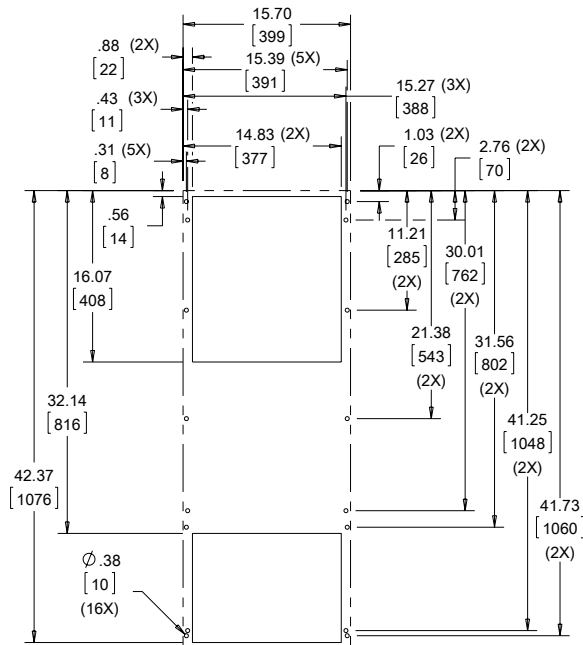 15.70
[399]
.88 (2X)
[22]
15.39 (5X)
[391]
15.27 (3X)
[388]
.43 (3X)
[11]
14.83 (2X)
[377]
1.03 (2X)
[26]
2.76 (2X)
[70]
.31 (5X)
[8]
.56
[14]
11.21
[285]
(2X)
30.01
[762]
(2X)
16.07
[408]
21.38
[543]
(2X)
31.56
[802]
(2X)
32.14
[816]
41.25
[1048]
(2X)
42.37
[1076]
41.73
[1060]
(2X)
Ø .38
[10]
(16X)